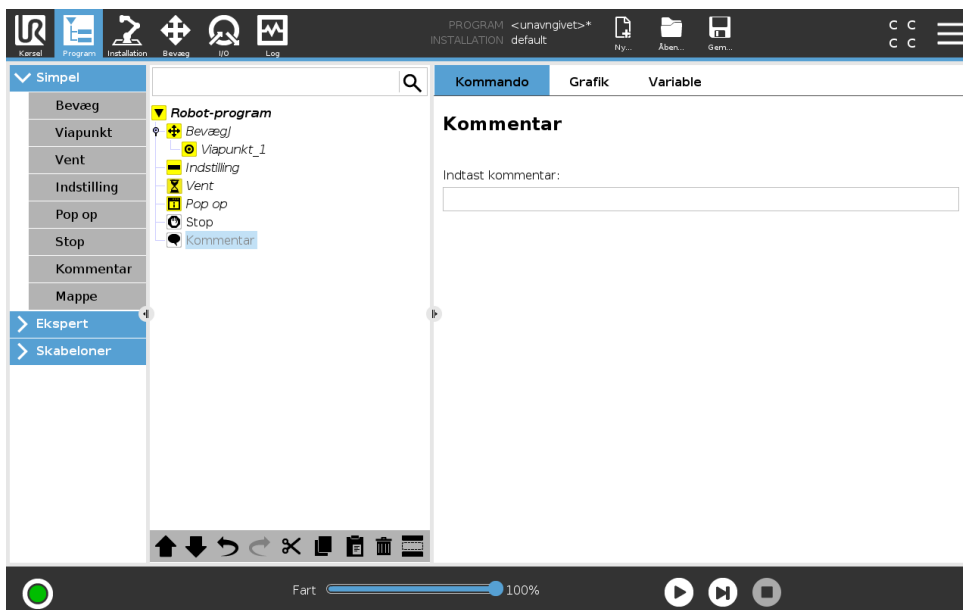 UR
Kørsel
Program
Installation
Bevæg
I/O
Log
PROGRAM <unavngivet>*
INSTALLATION default
Ny...
Åben...
Gem...
C C
C C
Simpel
Bevæg
Viapunkt
Vent
Indstilling
Pop op
Stop
Kommentar
Mappe
Ekspert
Skabeloner
Robot-program
BevægJ
Viapunkt_1
Indstilling
Vent
Pop op
Stop
Kommentar
Kommando Grafik Variable
Kommentar
Indtast kommentar:
Fart 100%